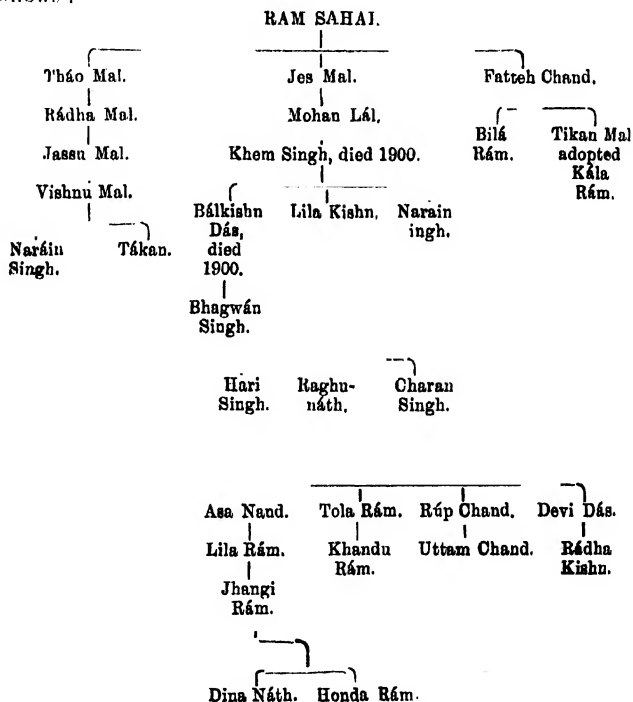 RAM SAHAI.
Tháo Mal. Jes Mal. Fatteh Chand.
Rádha Mal. Mohan Lál. Bilá Rám. Tikan Mal adopted Kála Rám.
Jassu Mal. Khem Singh, died 1900.
Vishnu Mal. Bálkishn Dás, died 1900. Lila Kishn. Narain ingh.
Naráin Singh. Tákan.
Bhagwán Singh.
Hari Singh. Raghu-náth. Charan Singh.
Asa Nand. Tola Rám. Rúp Chand. Devi Dás.
Lila Rám. Khandu Rám. Uttam Chand. Rádha Kishn.
Jhangi Rám.
Dina Náth. Honda Rám.